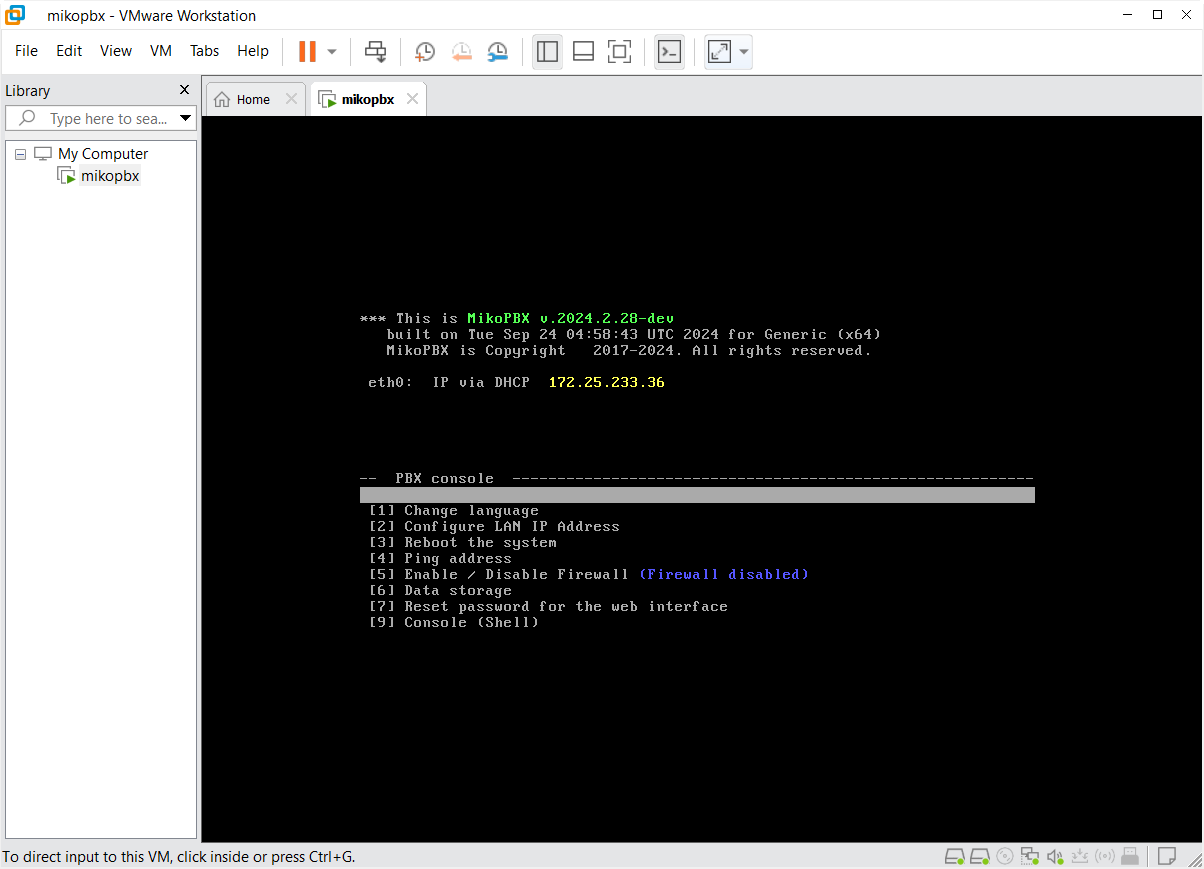 mikopbx - VMware Workstation
File Edit View VM Tabs Help
Library
Type here to sea...
My Computer
mikopbx
Home
mikopbx
*** This is MikoPBX v.2024.2.28-dev
built on Tue Sep 24 04:58:43 UTC 2024 for Generic (x64)
MikoPBX is Copyright 2017-2024. All rights reserved.
eth0: IP via DHCP 172.25.233.36
-- PBX console ----------------------------------------------------------
[1] Change language
[2] Configure LAN IP Address
[3] Reboot the system
[4] Ping address
[5] Enable / Disable Firewall (Firewall disabled)
[6] Data storage
[7] Reset password for the web interface
[9] Console (Shell)
To direct input to this VM, click inside or press Ctrl+G.